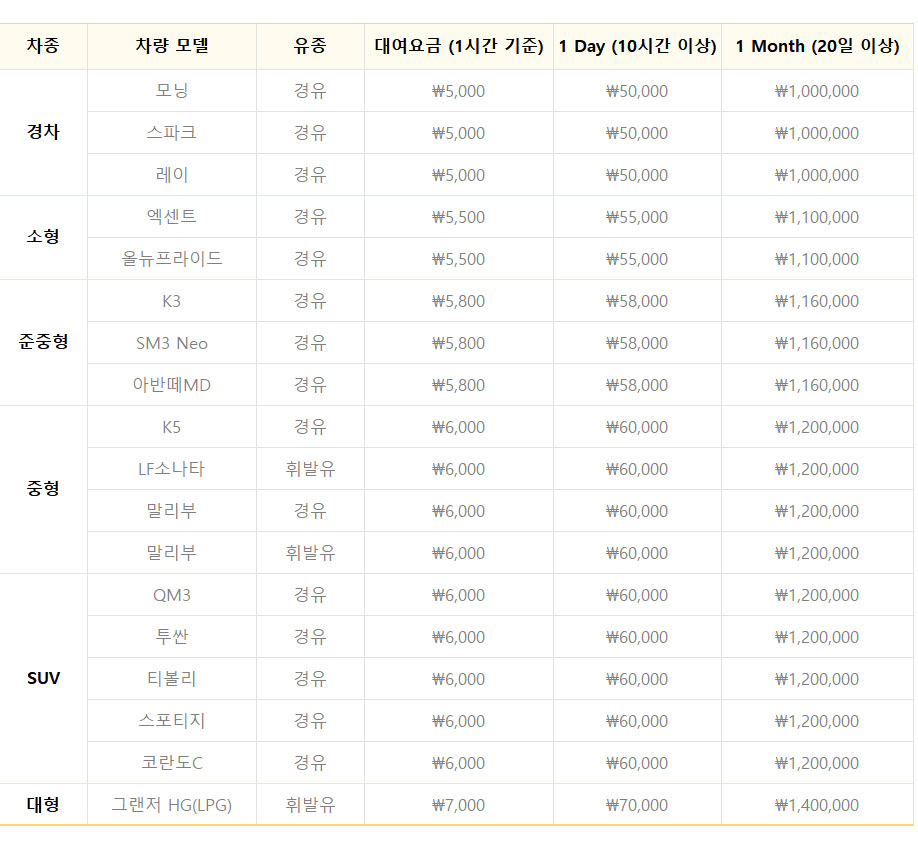 차종 차량 모델 유종 대여요금 (1시간 기준) 1 Day (10시간 이상) 1 Month (20일 이상)
경차 모닝 경유 ₩5,000 ₩50,000 ₩1,000,000
스파크 경유 ₩5,000 ₩50,000 ₩1,000,000
레이 경유 ₩5,000 ₩50,000 ₩1,000,000
소형 엑센트 경유 ₩5,500 ₩55,000 ₩1,100,000
올뉴프라이드 경유 ₩5,500 ₩55,000 ₩1,100,000
준중형 K3 경유 ₩5,800 ₩58,000 ₩1,160,000
SM3 Neo 경유 ₩5,800 ₩58,000 ₩1,160,000
아반떼MD 경유 ₩5,800 ₩58,000 ₩1,160,000
중형 K5 경유 ₩6,000 ₩60,000 ₩1,200,000
LF소나타 휘발유 ₩6,000 ₩60,000 ₩1,200,000
말리부 경유 ₩6,000 ₩60,000 ₩1,200,000
말리부 휘발유 ₩6,000 ₩60,000 ₩1,200,000
SUV QM3 경유 ₩6,000 ₩60,000 ₩1,200,000
투싼 경유 ₩6,000 ₩60,000 ₩1,200,000
티볼리 경유 ₩6,000 ₩60,000 ₩1,200,000
스포티지 경유 ₩6,000 ₩60,000 ₩1,200,000
코란도C 경유 ₩6,000 ₩60,000 ₩1,200,000
대형 그랜저 HG(LPG) 휘발유 ₩7,000 ₩70,000 ₩1,400,000